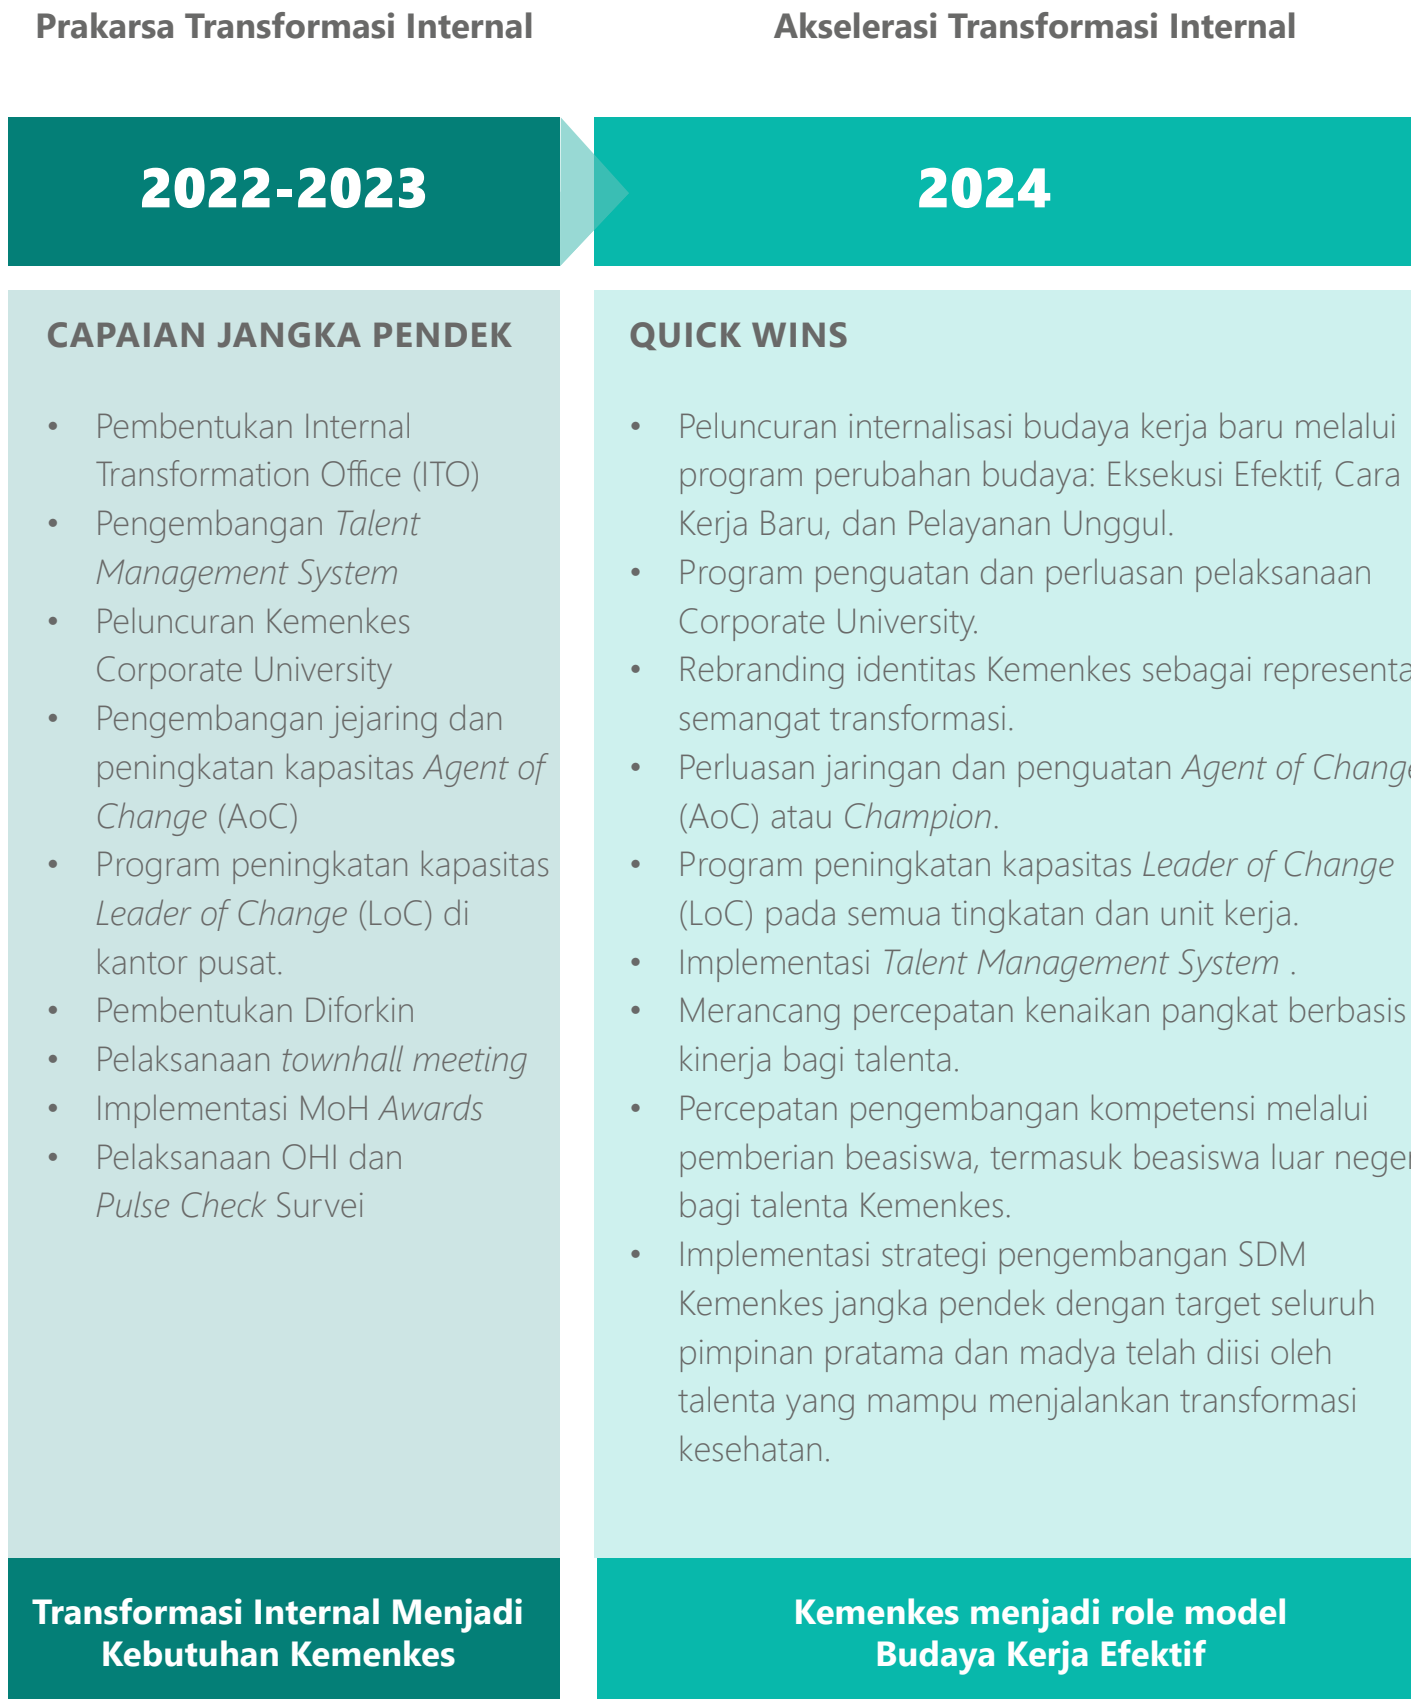 Prakarsa Transformasi Internal
2022-2023
CAPAIAN JANGKA PENDEK
• Pembentukan Internal
Transformation Office (ITO)
• Pengembangan Talent
Management System
• Peluncuran Kemenkes
Corporate University
• Pengembangan jejaring dan
peningkatan kapasitas Agent of
Change (AoC)
• Program peningkatan kapasitas
Leader of Change (LoC) di
kantor pusat.
• Pembentukan Diforkin
• Pelaksanaan townhall meeting
• Implementasi MoH Awards
• Pelaksanaan OHI dan
Pulse Check Survei
Transformasi Internal Menjadi
Kebutuhan Kemenkes
Akselerasi Transformasi Internal
2024
QUICK WINS
• Peluncuran internalisasi budaya kerja baru melalui
program perubahan budaya: Eksekusi Efektif, Cara
Kerja Baru, dan Pelayanan Unggul.
• Program penguatan dan perluasan pelaksanaan
Corporate University.
• Rebranding identitas Kemenkes sebagai representa
semangat transformasi.
• Perluasan jaringan dan penguatan Agent of Change
(AoC) atau Champion.
• Program peningkatan kapasitas Leader of Change
(LoC) pada semua tingkatan dan unit kerja.
• Implementasi Talent Management System .
• Merancang percepatan kenaikan pangkat berbasis
kinerja bagi talenta.
• Percepatan pengembangan kompetensi melalui
pemberian beasiswa, termasuk beasiswa luar neger
bagi talenta Kemenkes.
• Implementasi strategi pengembangan SDM
Kemenkes jangka pendek dengan target seluruh
pimpinan pratama dan madya telah diisi oleh
talenta yang mampu menjalankan transformasi
kesehatan.
Kemenkes menjadi role model
Budaya Kerja Efektif